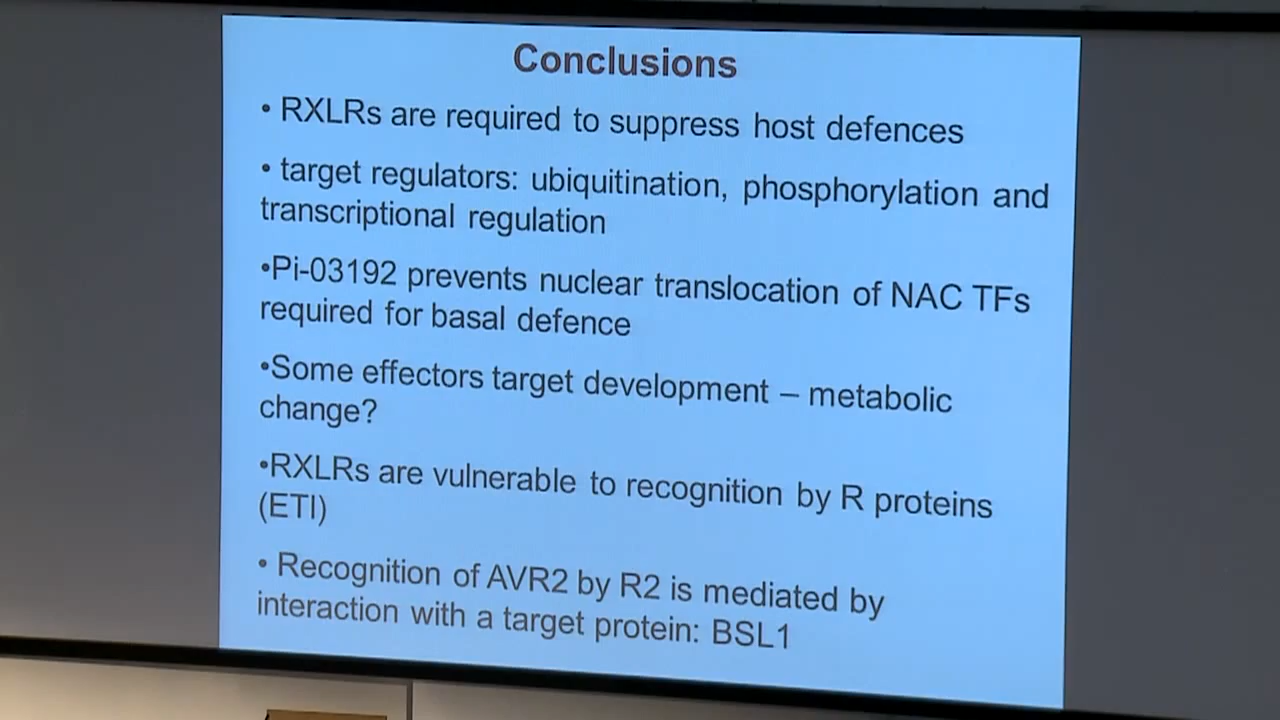 Conclusions
• RXLRs are required to suppress host defences
• target regulators: ubiquitination, phosphorylation and
transcriptional regulation
•Pi-03192 prevents nuclear translocation of NAC TFs
required for basal defence
•Some effectors target development – metabolic
change?
•RXLRs are vulnerable to recognition by R proteins
(ETI)
• Recognition of AVR2 by R2 is mediated by
interaction with a target protein: BSL1